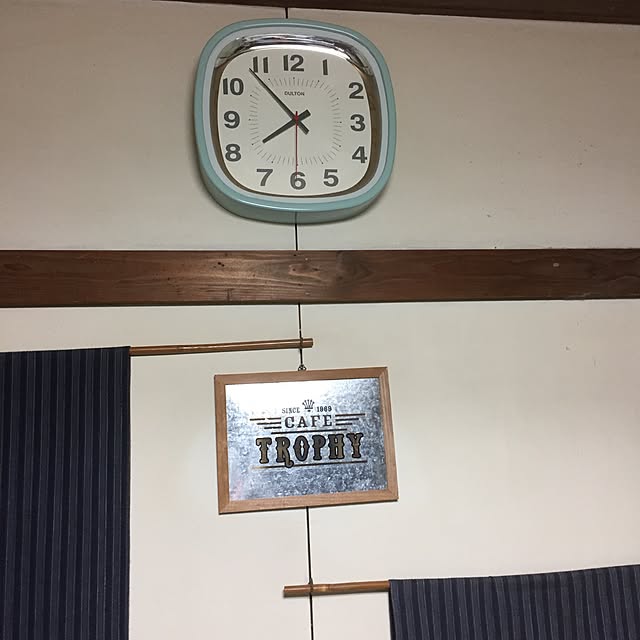 11 12 1
10 2
DULTON
9 3
8 4
7 6 5
SINCE 1969
CAFE
TROPHY